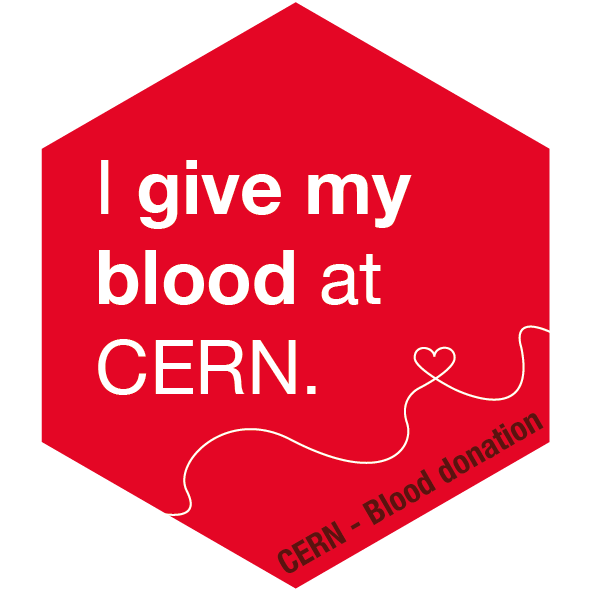 I give my
blood at
CERN.
CERN - Blood donation